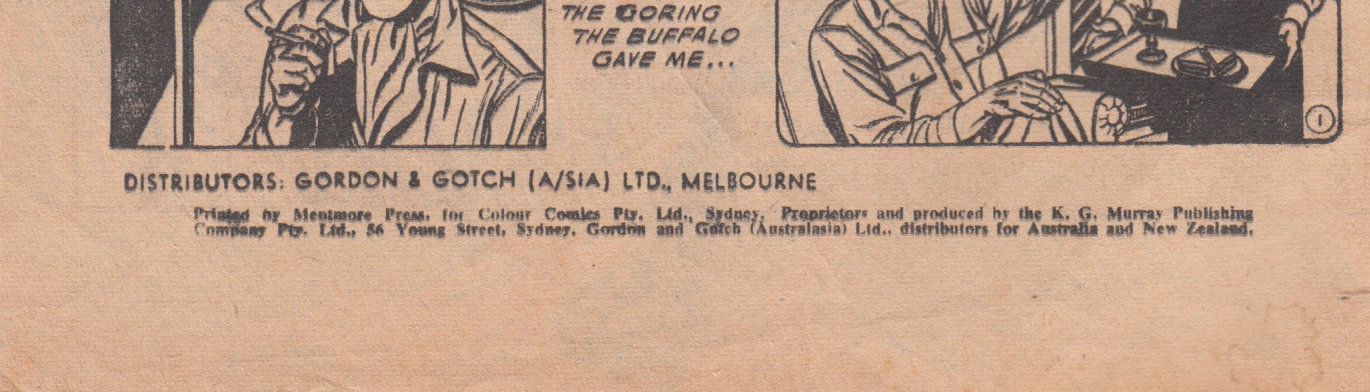 THE GORING
THE BUFFALO
GAVE ME...
1
DISTRIBUTORS: GORDON & GOTCH (A/SIA) LTD., MELBOURNE
Printed by Mentmore Press, for Colour Comics Pty. Ltd., Sydney. Proprietors and produced by the K. G. Murray Publishing
Company Pty. Ltd., 56 Young Street, Sydney. Gordon and Gotch (Australasia) Ltd., distributors for Australia and New Zealand.